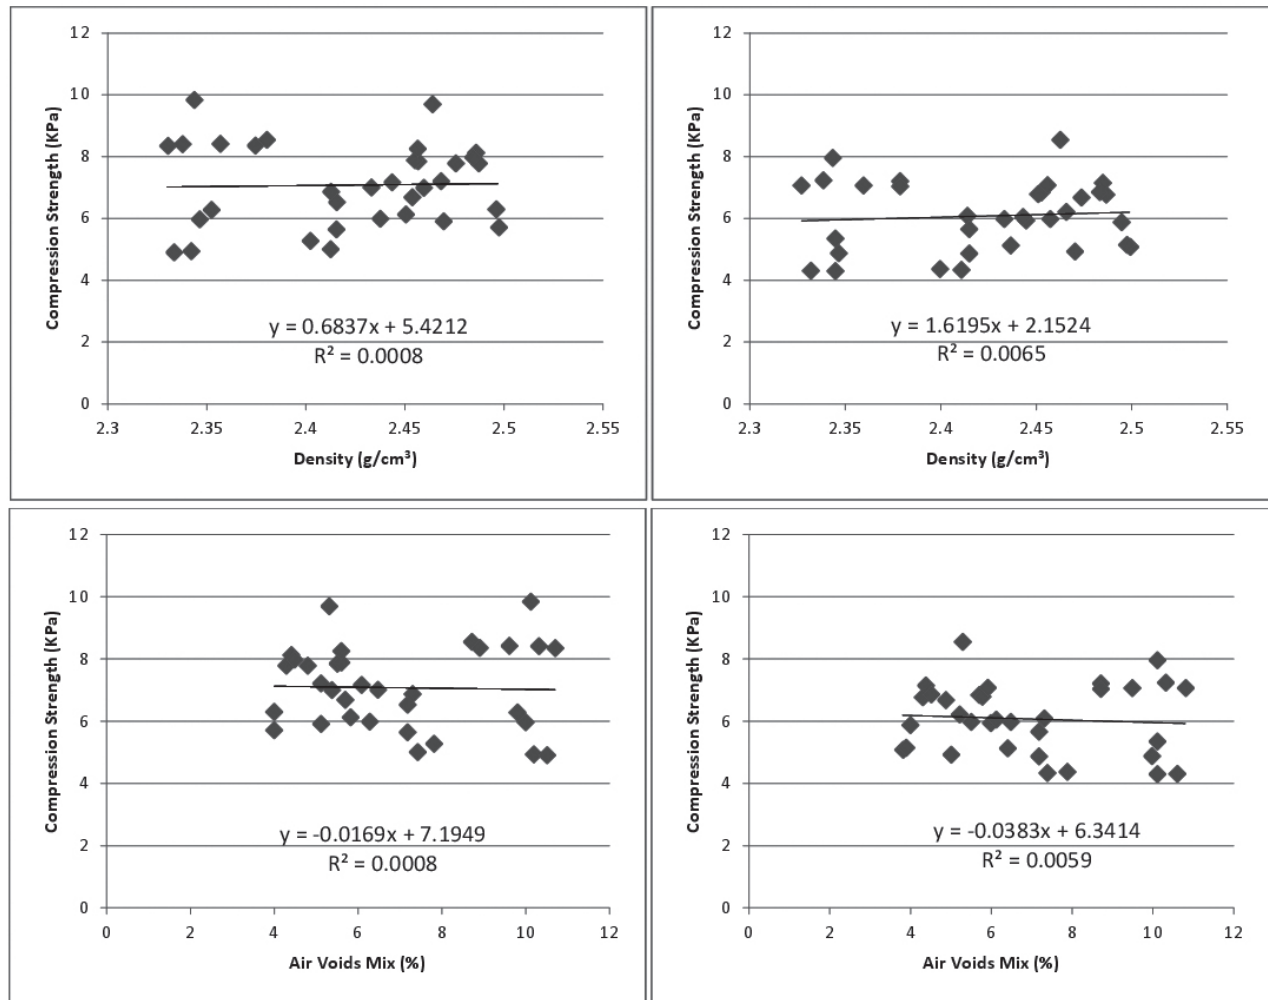 12
10
8
6
4
2
0
Compression Strength (KPa)
y = 0.6837x + 5.4212
R² = 0.0008
2.3 2.35 2.4 2.45 2.5 2.55
Density (g/cm³)
12
10
8
6
4
2
0
Compression Strength (KPa)
y = 1.6195x + 2.1524
R² = 0.0065
2.3 2.35 2.4 2.45 2.5 2.55
Density (g/cm³)
12
10
8
6
4
2
0
Compression Strength (KPa)
y = -0.0169x + 7.1949
R² = 0.0008
0 2 4 6 8 10 12
Air Voids Mix (%)
12
10
8
6
4
2
0
Compression Strength (KPa)
y = -0.0383x + 6.3414
R² = 0.0059
0 2 4 6 8 10 12
Air Voids Mix (%)